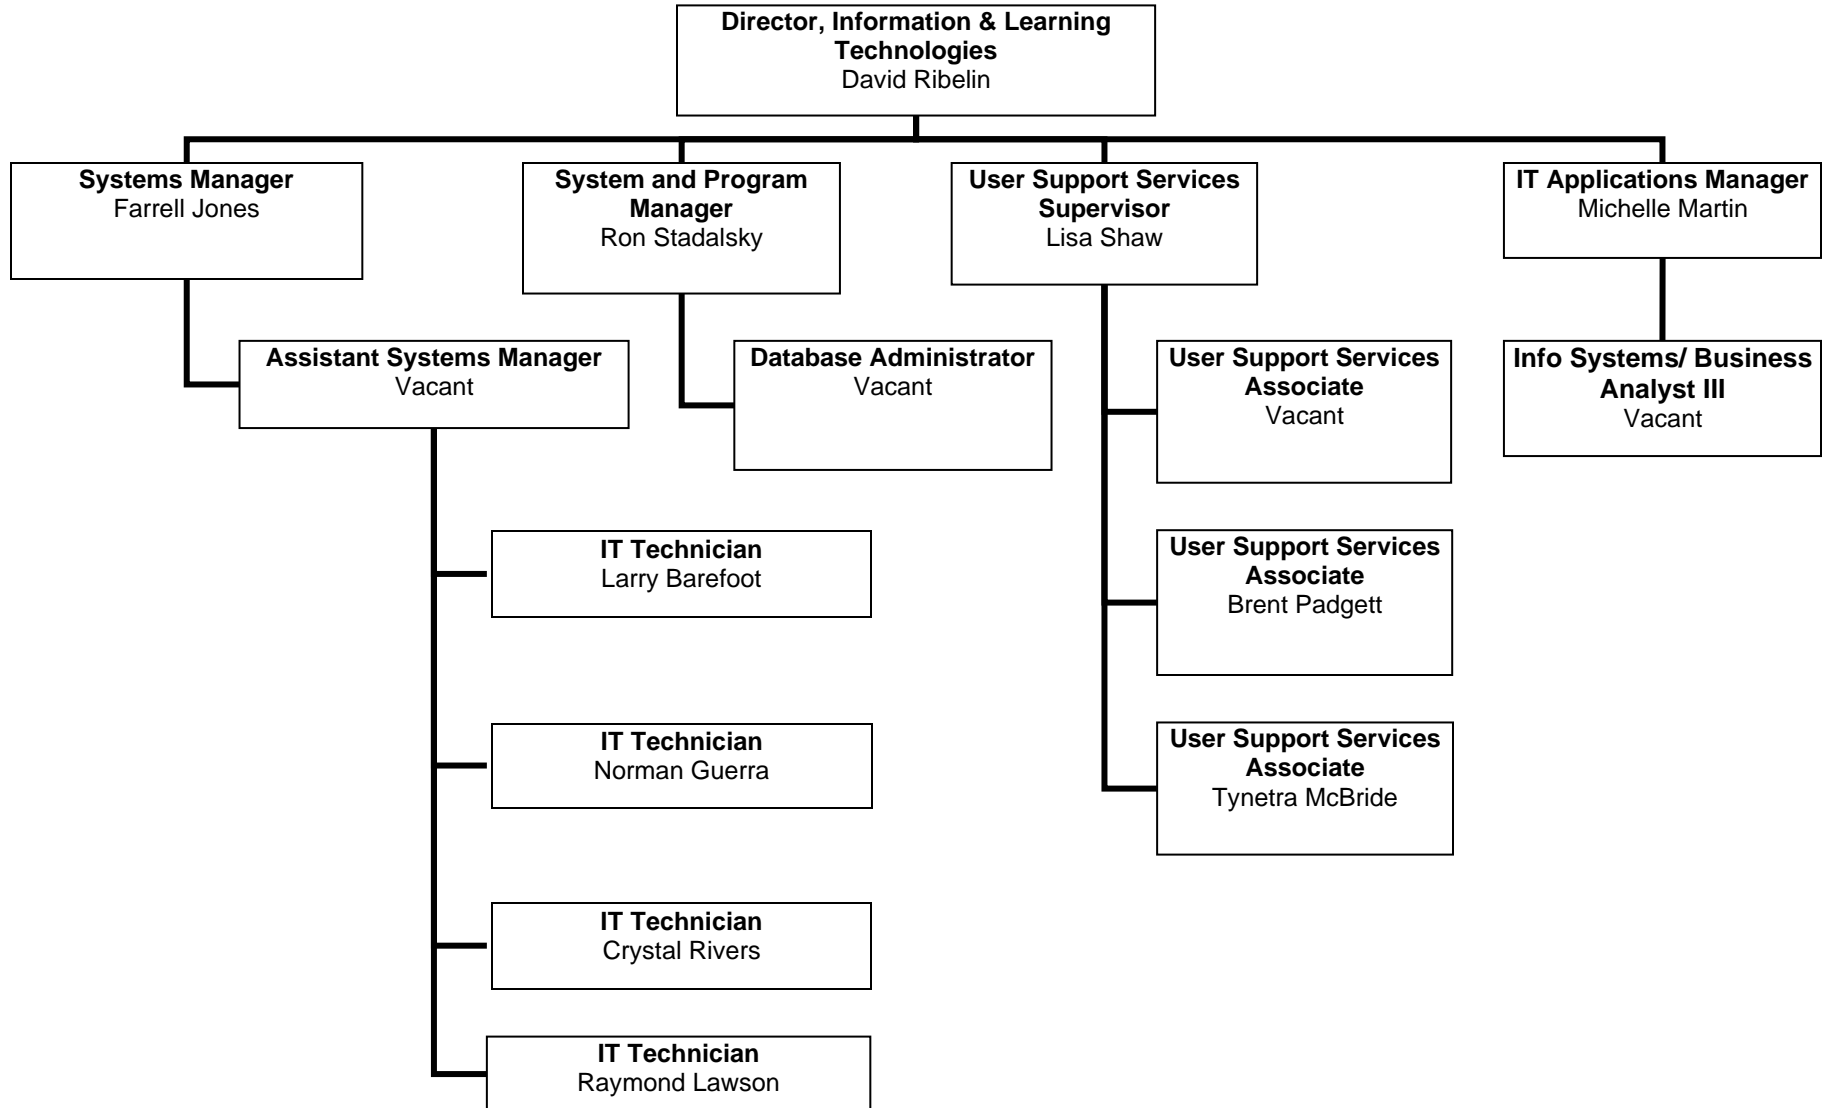 Director, Information & Learning
Technologies
David Ribelin
Systems Manager
Farrell Jones
System and Program
Manager
Ron Stadalsky
User Support Services
Supervisor
Lisa Shaw
IT Applications Manager
Michelle Martin
Assistant Systems Manager
Vacant
Database Administrator
Vacant
User Support Services
Associate
Vacant
Info Systems/ Business
Analyst III
Vacant
IT Technician
Larry Barefoot
User Support Services
Associate
Brent Padgett
IT Technician
Norman Guerra
User Support Services
Associate
Tynetra McBride
IT Technician
Crystal Rivers
IT Technician
Raymond Lawson